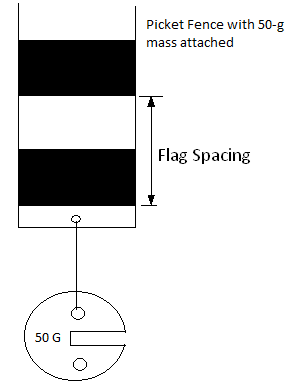 Picket Fence with 50-g
mass attached
Flag Spacing
50 G